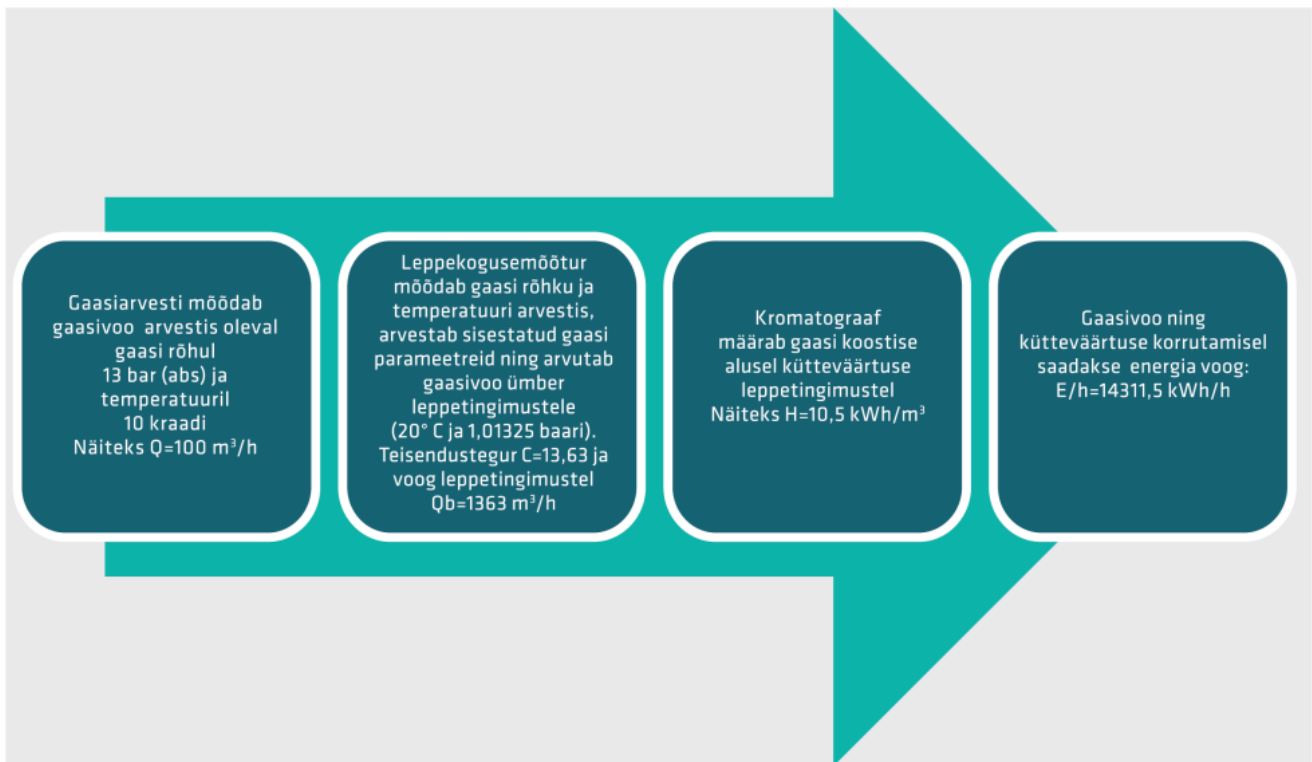 Gaasiarvesti mõõdab
gaasivoo arvestis oleval
gaasi rõhul
13 bar (abs) ja
temperatuuril
10 kraadi
Näiteks Q=100 m³/h
Leppekogusemõõtur
mõõdab gaasi rõhku ja
temperatuuri arvestis,
arvestab sisestatud gaasi
parameetreid ning arvutab
gaasivoo ümber
leppetingimustele
(20° C ja 1,01325 baari).
Teisendustegur C=13,63 ja
voog leppetingimustel
Qb=1363 m³/h
Kromatograaf
määrab gaasi koostise
alusel kütteväärtuse
leppetingimustel
Näiteks H=10,5 kWh/m³
Gaasivoo ning
kütteväärtuse korrutamisel
saadakse energia voog:
E/h=14311,5 kWh/h